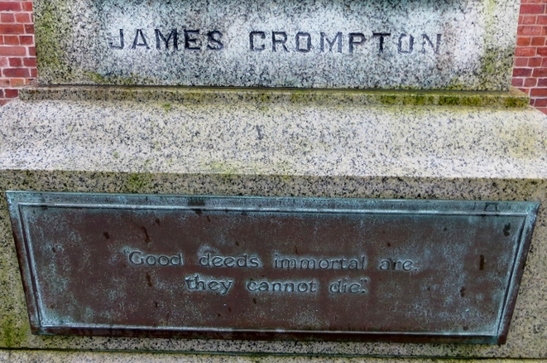 JAMES CROMPTON
"Good deeds immortal are,
they cannot die."